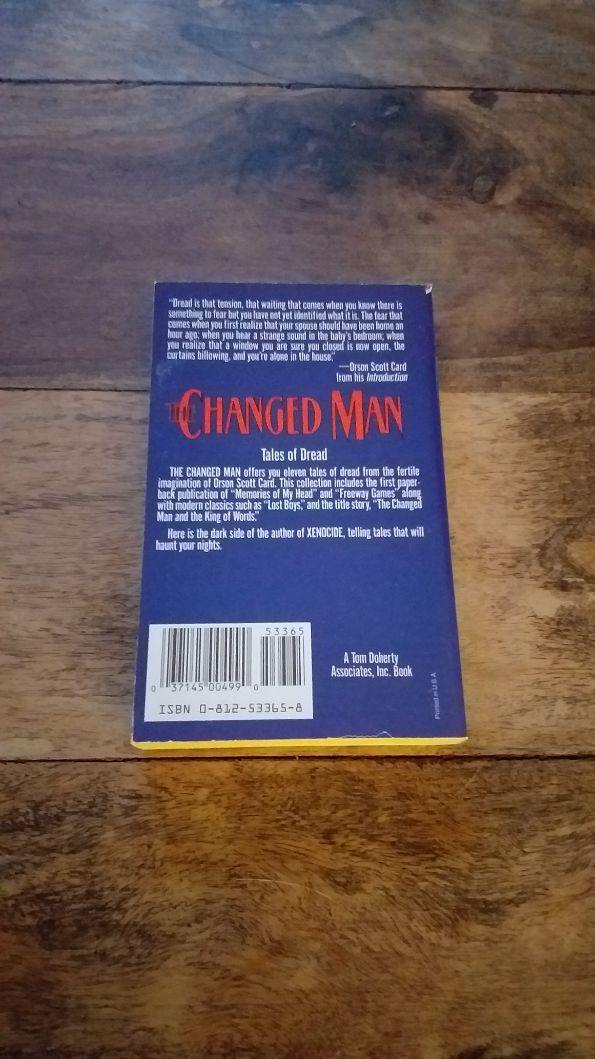 "Dread is that tension, that waiting that comes when you know there is
something to fear but you have not yet identified what it is. The fear that
comes when you first realize that your spouse should have been home an
hour ago; when you hear a strange sound in the baby's bedroom; when
you realize that a window you are sure you closed is now open, the
curtains billowing, and you're alone in the house."
—Orson Scott Card
from his Introduction
THE CHANGED MAN
Tales of Dread
THE CHANGED MAN offers you eleven tales of dread from the fertile
imagination of Orson Scott Card. This collection includes the first paper-
back publication of "Memories of My Head" and "Freeway Games" along
with modern classics such as "Lost Boys," and the title story, "The Changed
Man and the King of Words."
Here is the dark side of the author of XENOCIDE, telling tales that will
haunt your nights.
53365
0 37145 00499 0
ISBN 0-812-53365-8
A Tom Doherty
Associates, Inc. Book
Printed in U.S.A.